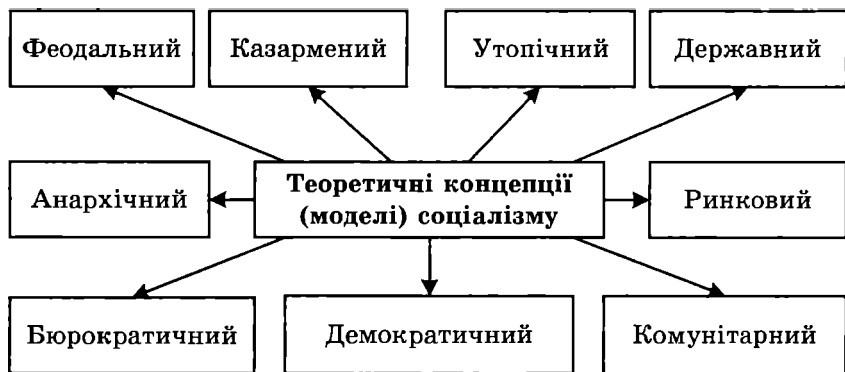 Феодальний
Казармений
Утопічний
Державний
Анархічний
Теоретичні концепції
(моделі) соціалізму
Ринковий
Бюрократичний
Демократичний
Комунітарний